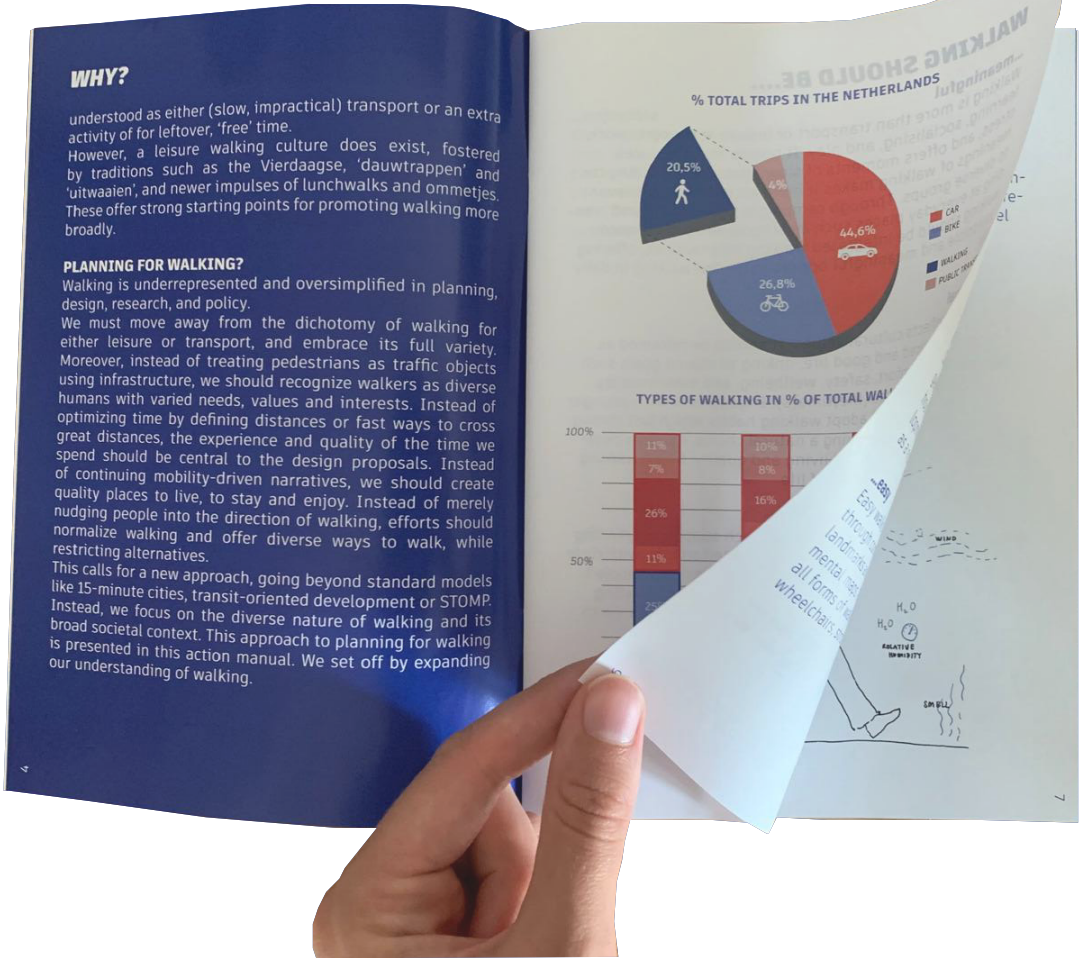 WHY?
understood as either (slow, impractical) transport or an extra
activity of for leftover, ‘free’ time.
However, a leisure walking culture does exist, fostered
by traditions such as the Vierdaagse, ‘dauwtrappen’ and
‘uitwaaien’, and newer impulses of lunchwalks and ommetjes.
These offer strong starting points for promoting walking more
broadly.
PLANNING FOR WALKING?
Walking is underrepresented and oversimplified in planning,
design, research, and policy.
We must move away from the dichotomy of walking for
either leisure or transport, and embrace its full variety.
Moreover, instead of treating pedestrians as traffic objects
using infrastructure, we should recognize walkers as diverse
humans with varied needs, values and interests. Instead of
optimizing time by defining distances or fast ways to cross
great distances, the experience and quality of the time we
spend should be central to the design proposals. Instead
of continuing mobility-driven narratives, we should create
quality places to live, to stay and enjoy. Instead of merely
nudging people into the direction of walking, efforts should
normalize walking and offer diverse ways to walk, while
restricting alternatives.
This calls for a new approach, going beyond standard models
like 15-minute cities, transit-oriented development or STOMP.
Instead, we focus on the diverse nature of walking and its
broad societal context. This approach to planning for walking
is presented in this action manual. We set off by expanding
our understanding of walking.
4
% TOTAL TRIPS IN THE NETHERLANDS
20,5%
4%
44,6%
26,8%
CAR
BIKE
WALKING
PUBLIC
TYPES OF WALKING IN % OF TOTAL
100%
11%
10%
7%
8%
26%
16%
11%
50%
25%
...easy
Easy
through
landmarks
mental maps
all forms of
wheelchairs
WIND
H2O
H2O
RELATIVE
HUMIDITY
SMELL
7